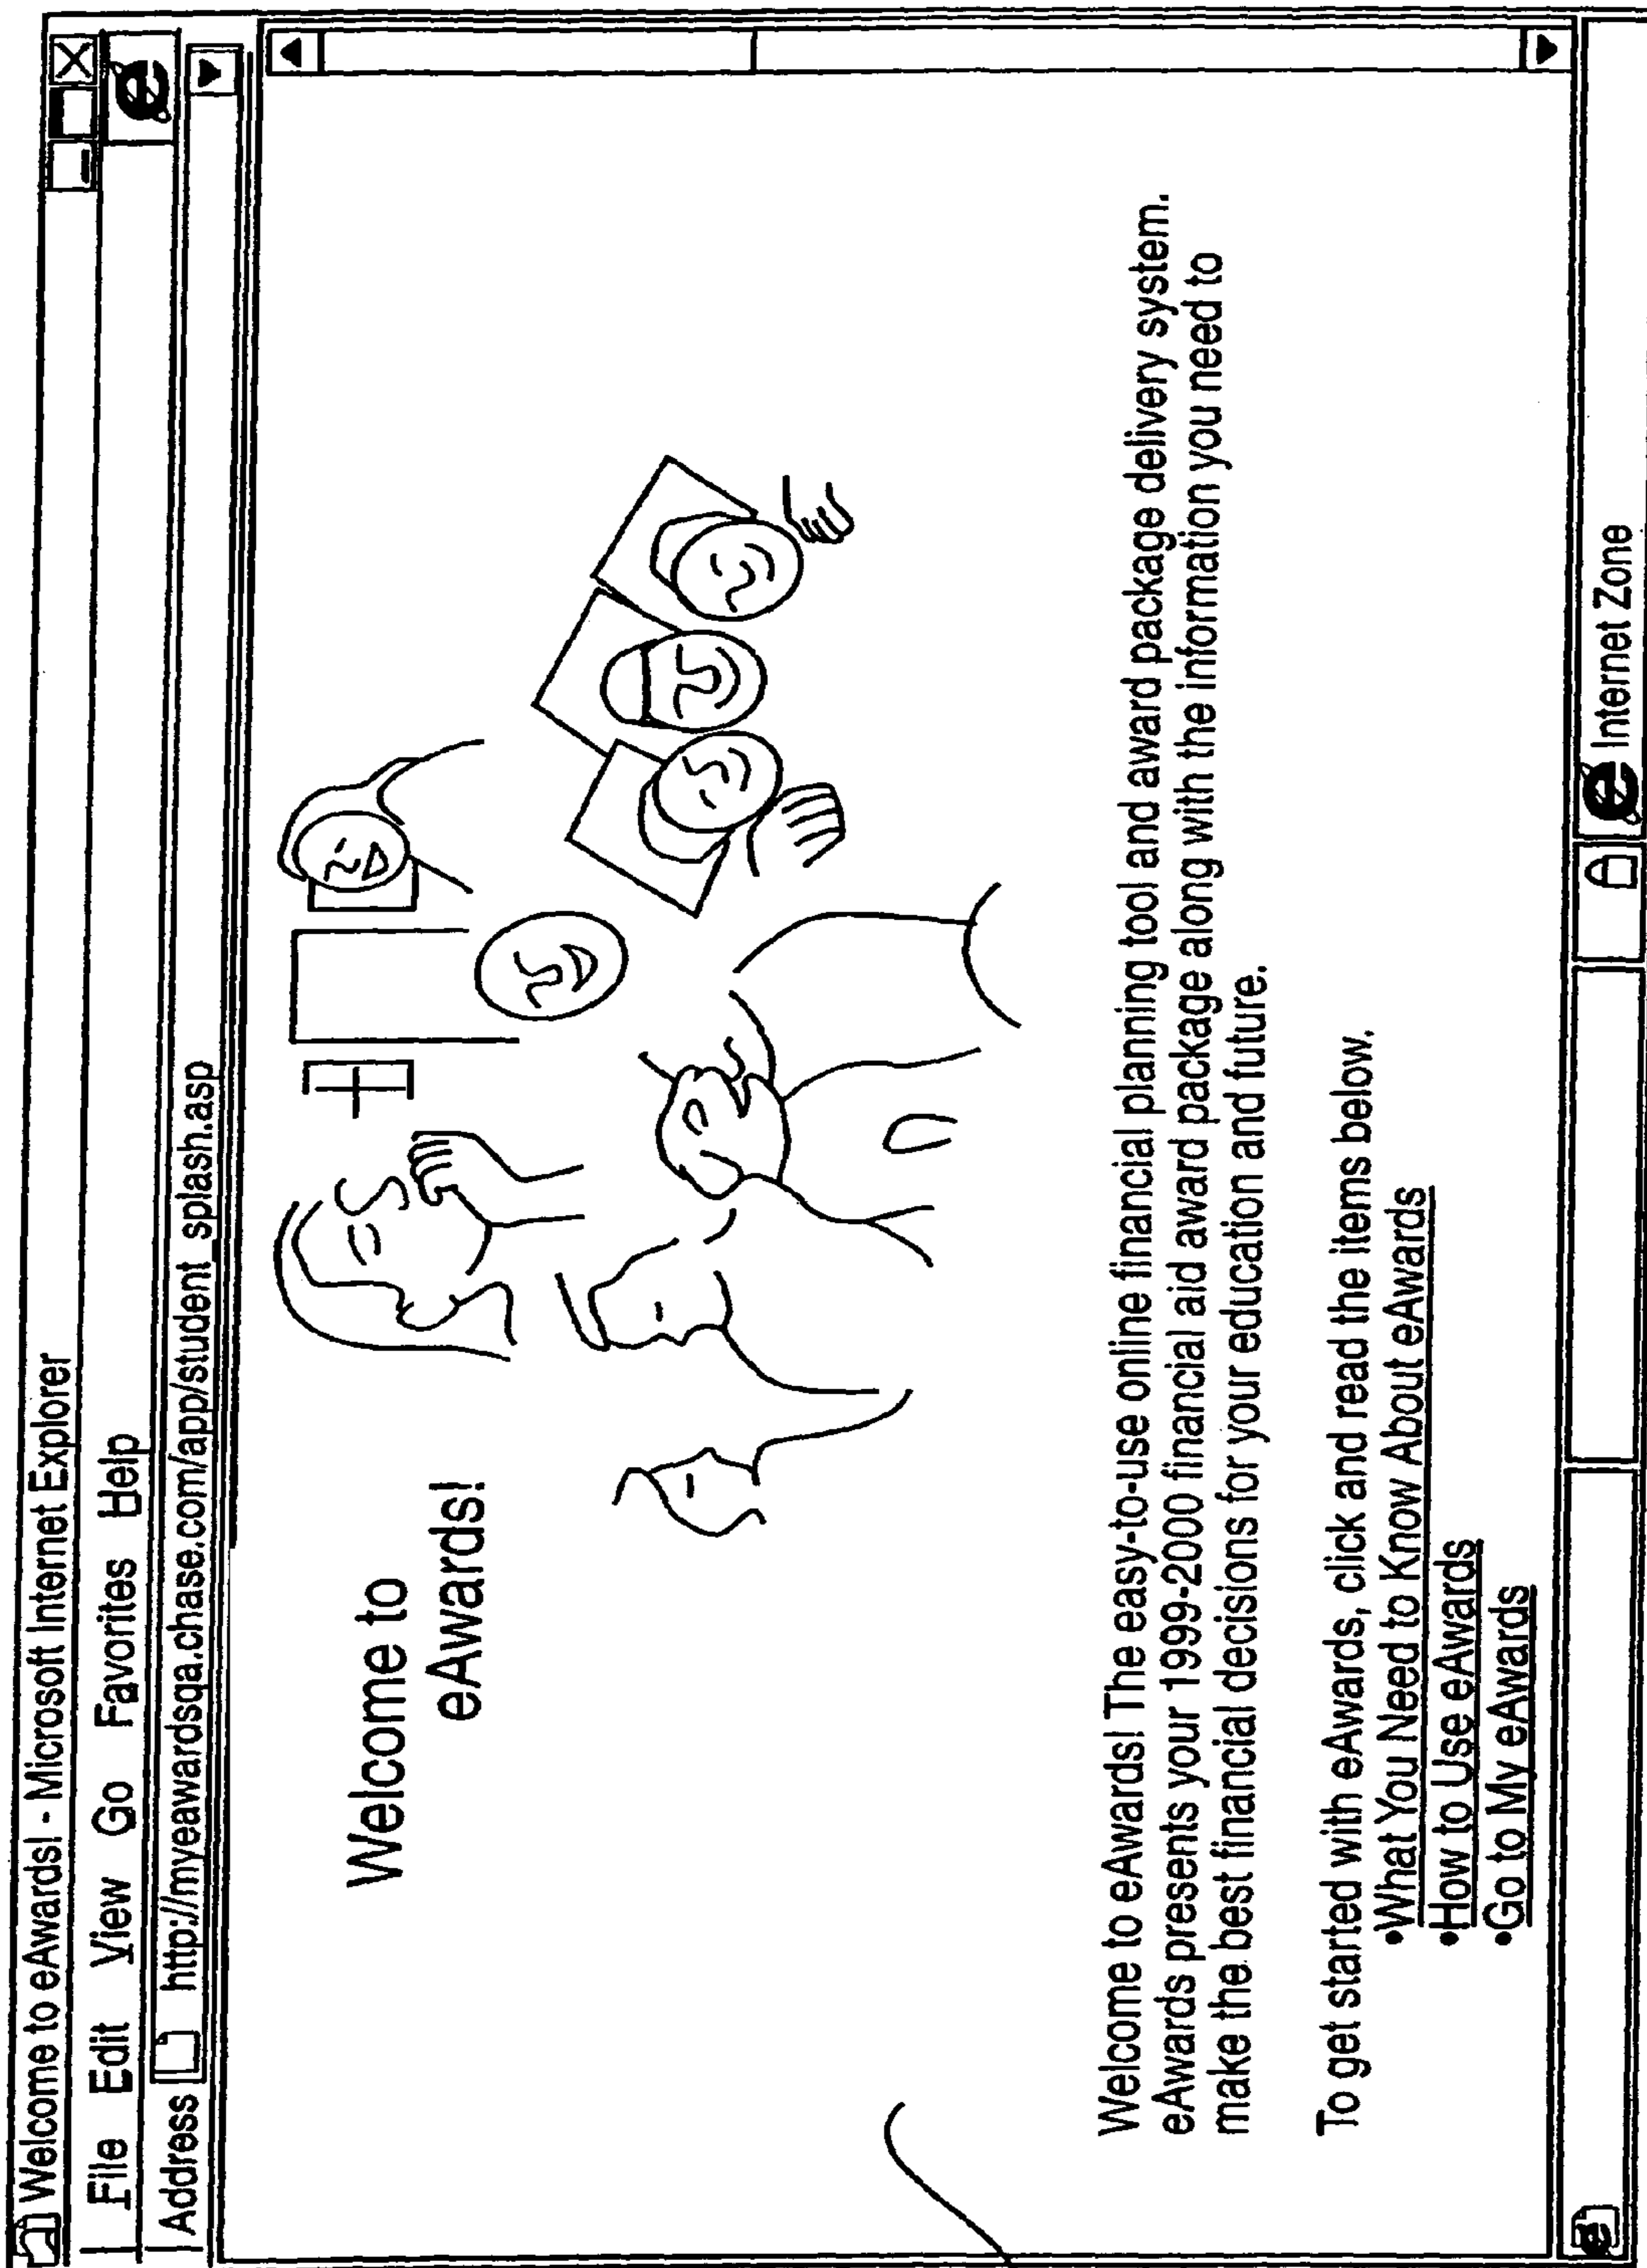 Welcome to eAwards! - Microsoft Internet Explorer
File Edit View Go Favorites Help
Address http://myeawardsqa.chase.com/app/student_splash.asp
Welcome to
eAwards!
Welcome to eAwards! The easy-to-use online financial planning tool and award package delivery system.
eAwards presents your 1999-2000 financial aid award package along with the information you need to
make the best financial decisions for your education and future.
To get started with eAwards, click and read the items below.
•What You Need to Know About eAwards
•How to Use eAwards
•Go to My eAwards
Internet Zone